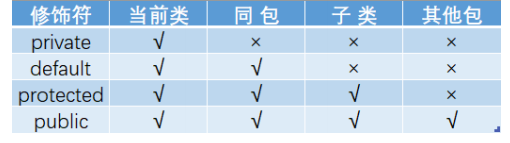 修饰符 当前类 同 包 子 类 其他包
private √ × × ×
default √ √ × ×
protected √ √ √ ×
public √ √ √ √